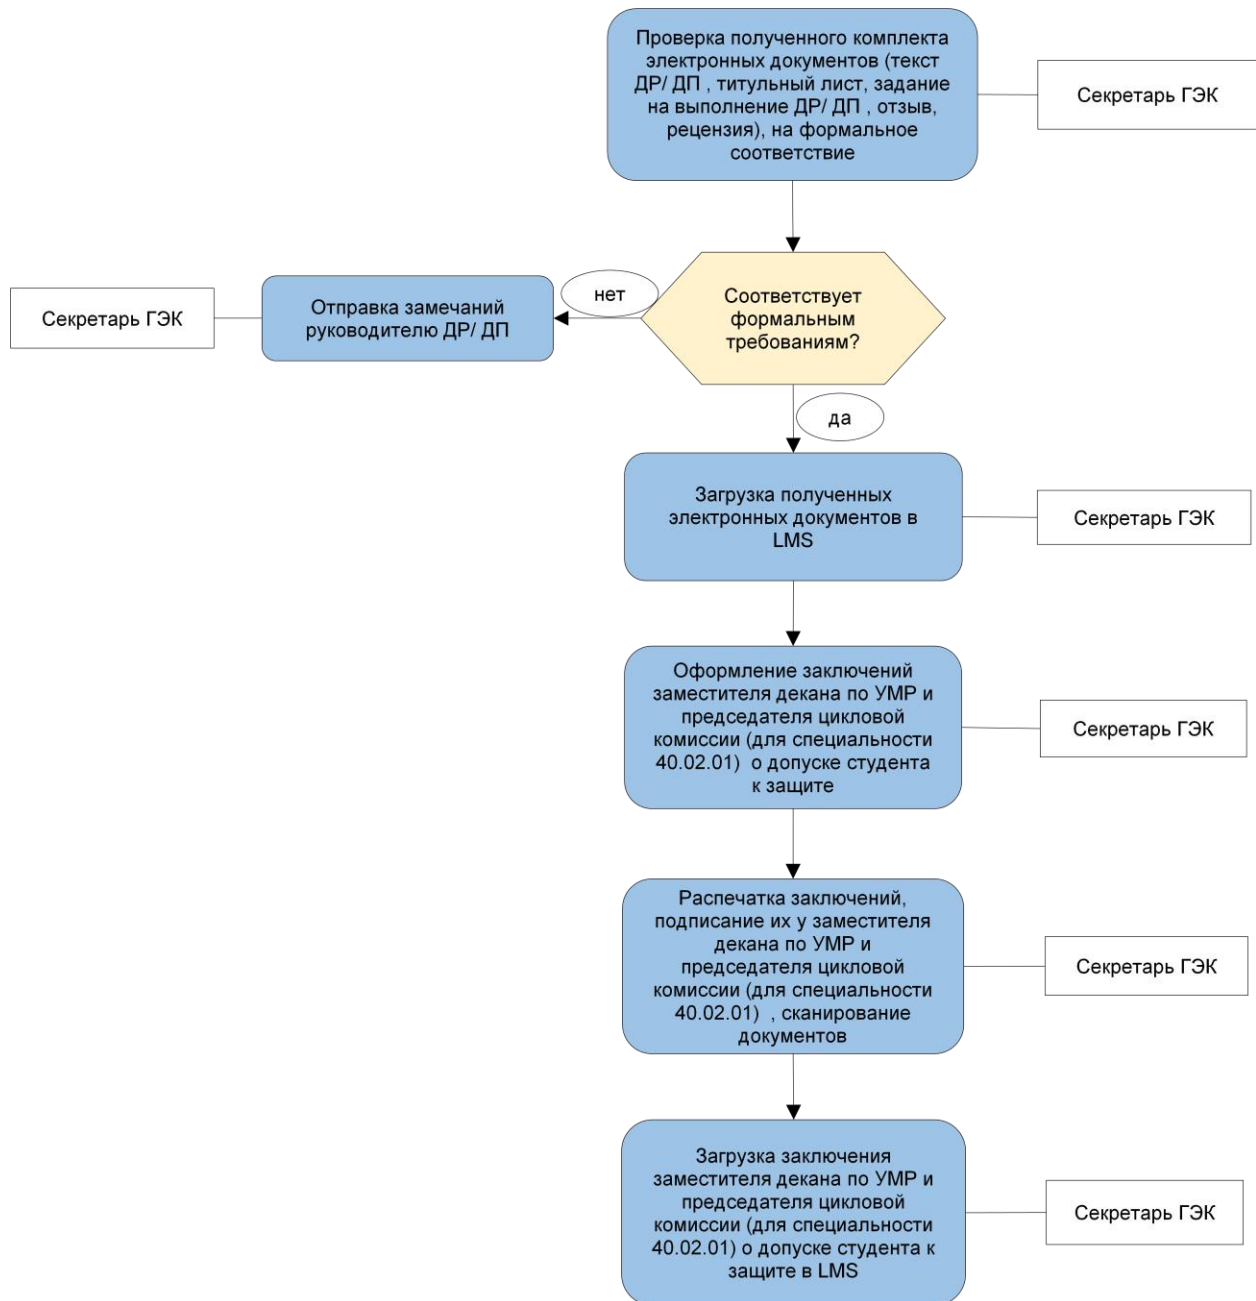 Проверка полученного комплекта
электронных документов (текст
ДР/ ДП , титульный лист, задание
на выполнение ДР/ ДП , отзыв,
рецензия), на формальное
соответствие
Секретарь ГЭК
Секретарь ГЭК
Отправка замечаний
руководителю ДР/ ДП
нет
Соответствует
формальным
требованиям?
да
Загрузка полученных
электронных документов в
LMS
Секретарь ГЭК
Оформление заключений
заместителя декана по УМР и
председателя цикловой
комиссии (для специальности
40.02.01)  о допуске студента
к защите
Секретарь ГЭК
Распечатка заключений,
подписание их у заместителя
декана по УМР и
председателя цикловой
комиссии (для специальности
40.02.01)  , сканирование
документов
Секретарь ГЭК
Загрузка заключения
заместителя декана по УМР и
председателя цикловой
комиссии (для специальности
40.02.01) о допуске студента к
защите в LMS
Секретарь ГЭК